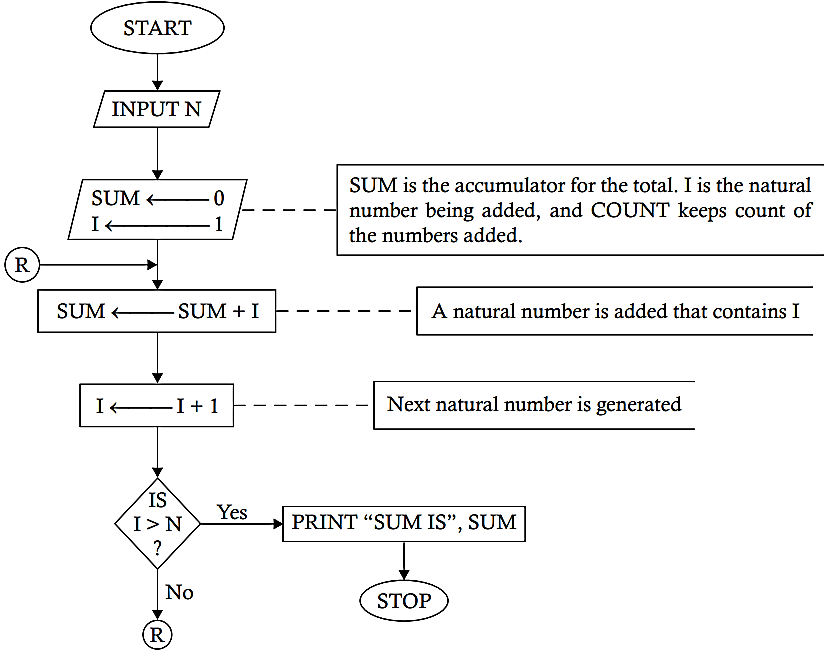 START
INPUT N
SUM ← 0
I ← 1
SUM is the accumulator for the total. I is the natural
number being added, and COUNT keeps count of
the numbers added.
R
SUM ← SUM + I
A natural number is added that contains I
I ← I + 1
Next natural number is generated
IS
I > N
?
Yes
PRINT “SUM IS”, SUM
No
STOP
R